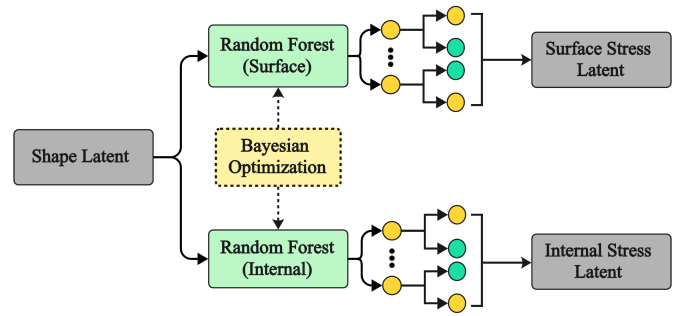 Random Forest
(Surface)
Surface Stress
Latent
Shape Latent
Bayesian
Optimization
Random Forest
(Internal)
Internal Stress
Latent